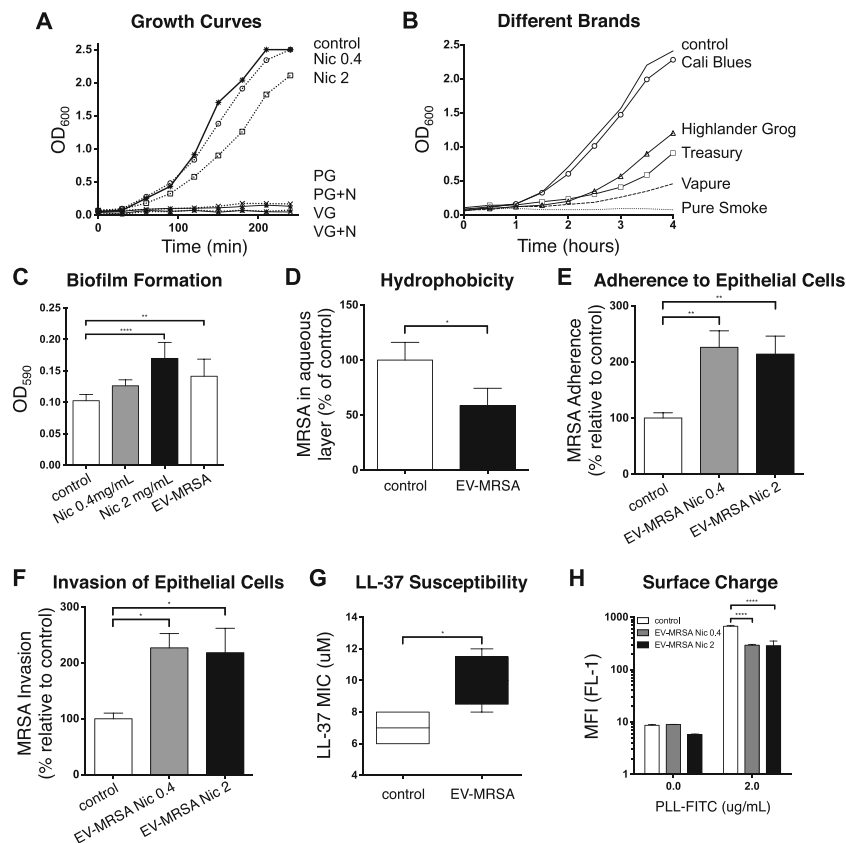 A Growth Curves
2.5
2.0
1.5
1.0
0.5
0.0
OD600
0 100 200
Time (min)
control
Nic 0.4
Nic 2
PG
PG+N
VG
VG+N
B Different Brands
2.5
2.0
1.5
1.0
0.5
0.0
OD600
0 1 2 3 4
Time (hours)
control
Cali Blues
Highlander Grog
Treasury
Vapure
Pure Smoke
C Biofilm Formation
0.25
0.20
0.15
0.10
0.05
0.00
OD590
**
****
control
Nic 0.4mg/mL
Nic 2 mg/mL
EV-MRSA
D Hydrophobicity
150
100
50
0
MRSA in aqueous
layer (% of control)
*
control EV-MRSA
E Adherence to Epithelial Cells
300
200
100
0
MRSA Adherence
(% relative to control)
**
**
control
EV-MRSA Nic 0.4
EV-MRSA Nic 2
F Invasion of Epithelial Cells
300
200
100
0
MRSA Invasion
(% relative to control)
*
*
control
EV-MRSA Nic 0.4
EV-MRSA Nic 2
G LL-37 Susceptibility
14
12
10
8
6
4
LL-37 MIC (uM)
*
control EV-MRSA
H Surface Charge
1000
100
10
1
MFI (FL-1)
control
EV-MRSA Nic 0.4
EV-MRSA Nic 2
****
****
0.0 2.0
PLL-FITC (ug/mL)